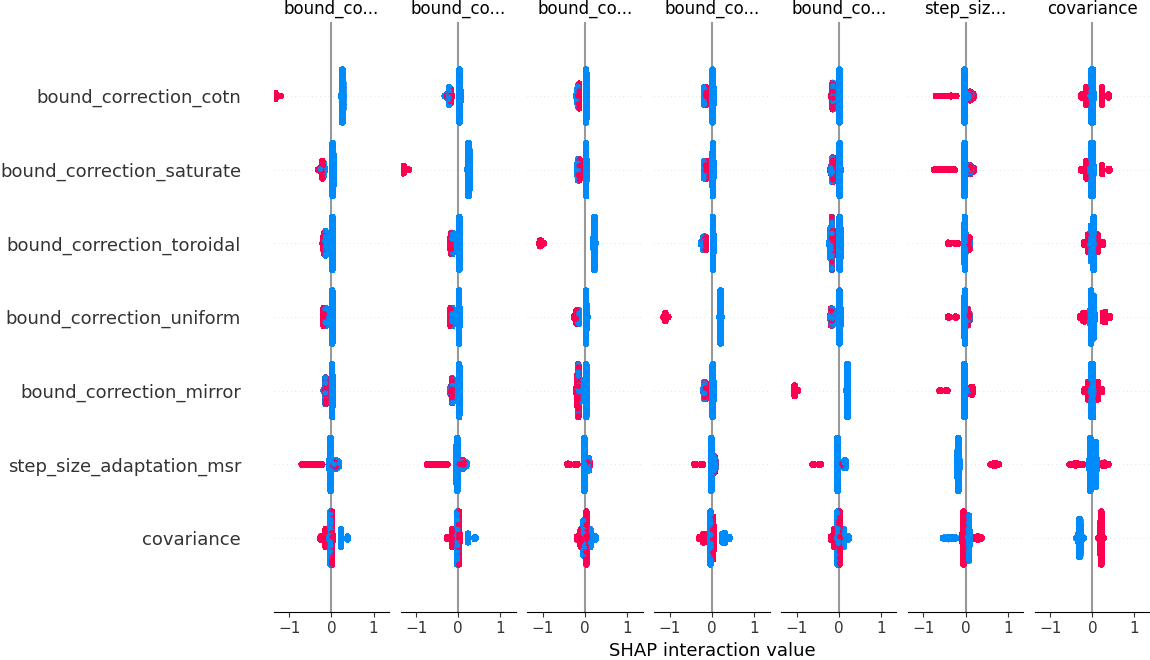 bound_co... bound_co... bound_co... bound_co... bound_co... step_siz... covariance
bound_correction_cotn
bound_correction_saturate
bound_correction_toroidal
bound_correction_uniform
bound_correction_mirror
step_size_adaptation_msr
covariance
−1 0 1 −1 0 1 −1 0 1 −1 0 1 −1 0 1 −1 0 1 −1 0 1
SHAP interaction value